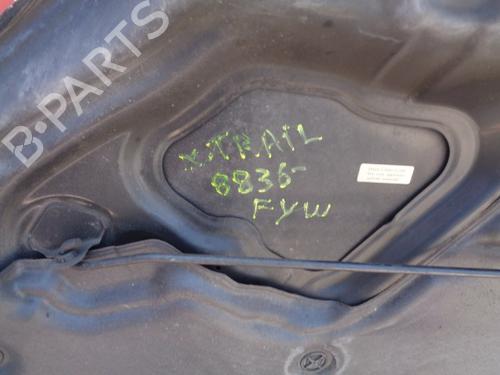 B-PARTS
X-TRAIL
8836-
FYW